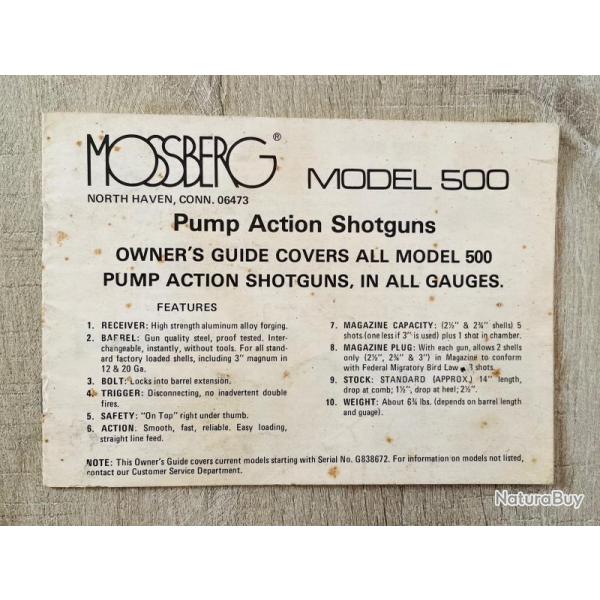 MOSSBERG® MODEL 500
NORTH HAVEN, CONN. 06473
Pump Action Shotguns
OWNER'S GUIDE COVERS ALL MODEL 500
PUMP ACTION SHOTGUNS, IN ALL GAUGES.
FEATURES
1. RECEIVER: High strength aluminum alloy forging.
2. BARREL: Gun quality steel, proof tested. Inter-
changeable, instantly, without tools. For all stand-
ard factory loaded shells, including 3" magnum in
12 & 20 Ga.
3. BOLT: Locks into barrel extension.
4. TRIGGER: Disconnecting, no inadvertent double
fires.
5. SAFETY: "On Top" right under thumb.
6. ACTION: Smooth, fast, reliable. Easy loading,
straight line feed.
7. MAGAZINE CAPACITY: (2½" & 2¾" shells) 5
shots (one less if 3" is used) plus 1 shot in chamber.
8. MAGAZINE PLUG: With each gun, allows 2 shells
only (2½", 2¾" & 3") in Magazine to conform
with Federal Migratory Bird Law shots.
9. STOCK: STANDARD (APPROX.) 14" length,
drop at comb; 1½", drop at heel; 2½".
10. WEIGHT: About 6¾ lbs. (depends on barrel length
and guage).
NOTE: This Owner's Guide covers current models starting with Serial No. G838672. For information on models not listed,
contact our Customer Service Department.
NaturaBuy